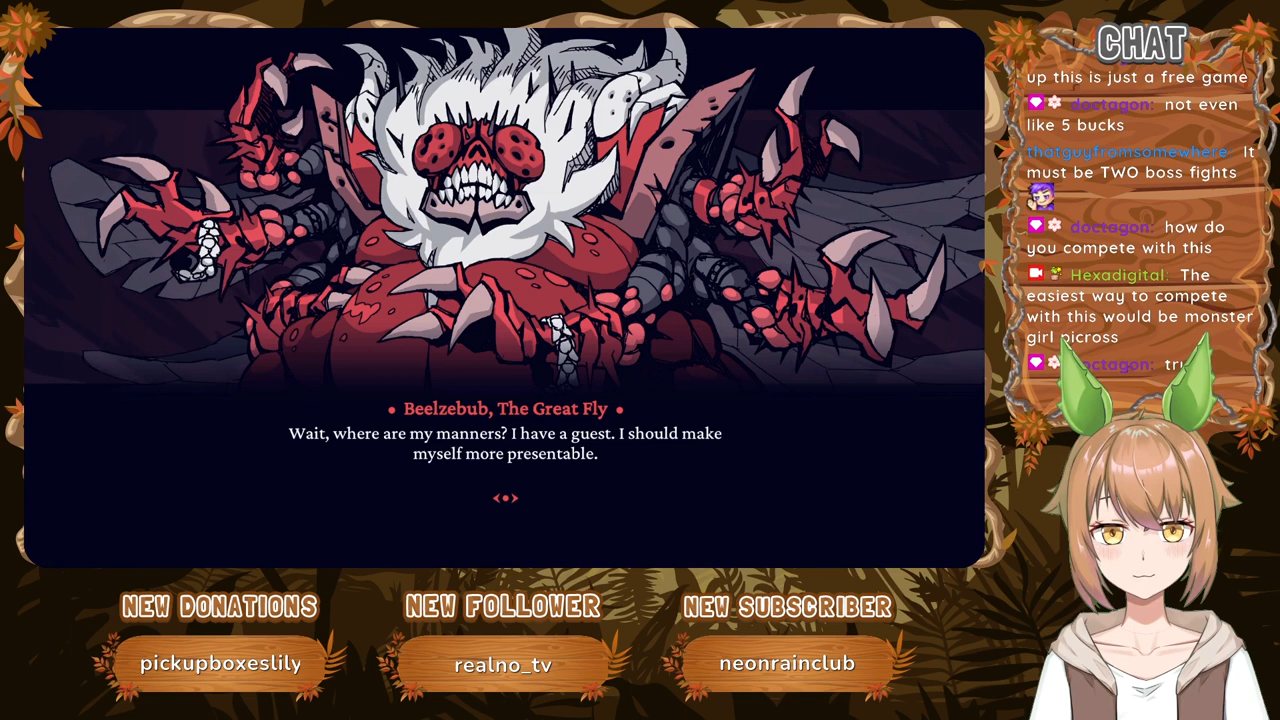 CHAT
up this is just a free game
doctagon: not even
like 5 bucks
thatguyfromsomewhere: It
must be TWO boss fights
doctagon: how do
you compete with this
Hexadigital: The
easiest way to compete
with this would be monster
girl picross
doctagon:
• Beelzebub, The Great Fly •
Wait, where are my manners? I have a guest. I should make
myself more presentable.
NEW DONATIONS
NEW FOLLOWER
NEW SUBSCRIBER
pickupboxeslily
realno_tv
neonrainclub